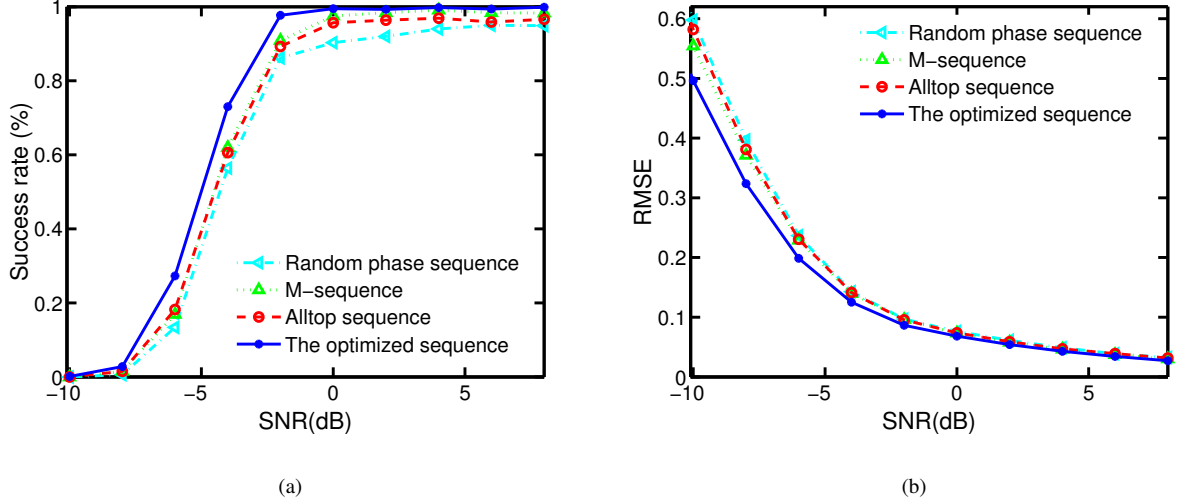 1
0.8
0.6
0.4
0.2
0
Success rate (%)
−10
−5
0
5
SNR(dB)
Random phase sequence
M−sequence
Alltop sequence
The optimized sequence
(a)
0.6
0.5
0.4
0.3
0.2
0.1
0
RMSE
−10
−5
0
5
SNR(dB)
Random phase sequence
M−sequence
Alltop sequence
The optimized sequence
(b)